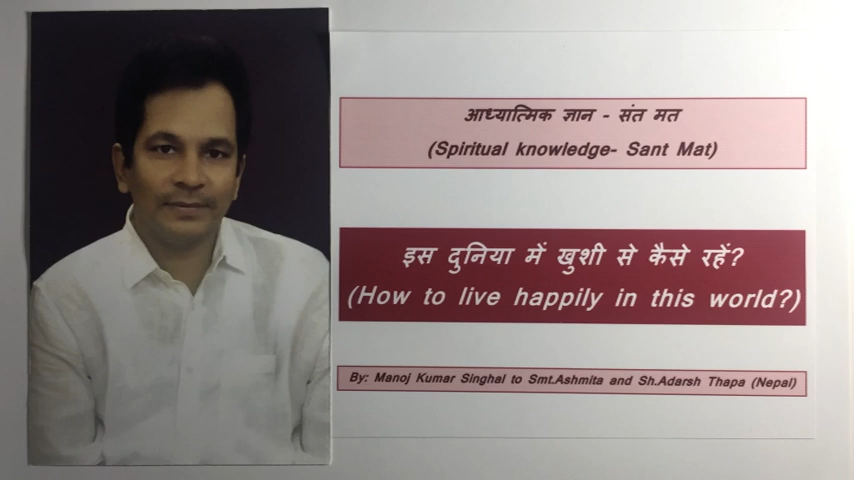 आध्यात्मिक ज्ञान - संत मत
(Spiritual knowledge- Sant Mat)
इस दुनिया में खुशी से कैसे रहें?
(How to live happily in this world?)
By: Manoj Kumar Singhal to Smt.Ashmita and Sh.Adarsh Thapa (Nepal)